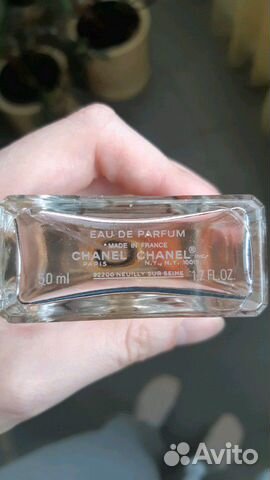 EAU DE PARFUM
MADE IN FRANCE
CHANEL CHANEL®
PARIS N.Y., N.Y.
50 ml 92200 NEUILLY-SUR-SEINE 1.7 FL.OZ.
Avito